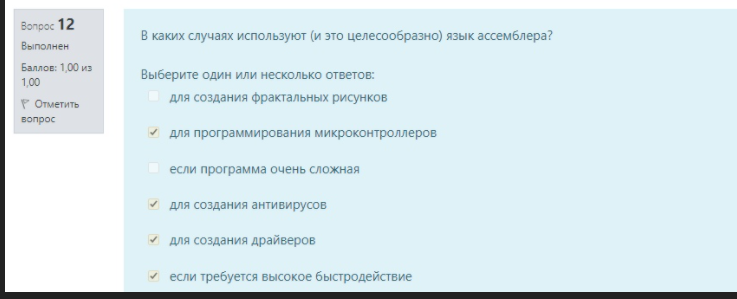 Вопрос 12
Выполнен
Баллов: 1,00 из
1,00
Отметить
вопрос
В каких случаях используют (и это целесообразно) язык ассемблера?
Выберите один или несколько ответов:
для создания фрактальных рисунков
для программирования микроконтроллеров
если программа очень сложная
для создания антивирусов
для создания драйверов
если требуется высокое быстродействие